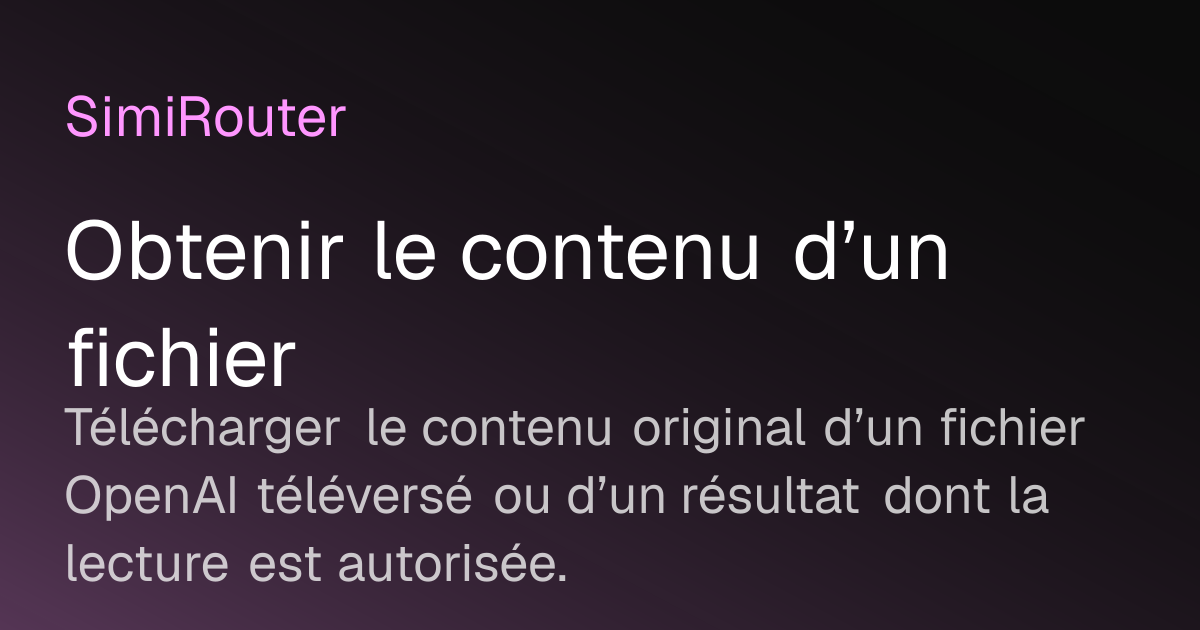 SimiRouter
Obtenir le contenu d’un
fichier
Télécharger le contenu original d’un fichier
OpenAI téléversé ou d’un résultat dont la
lecture est autorisée.